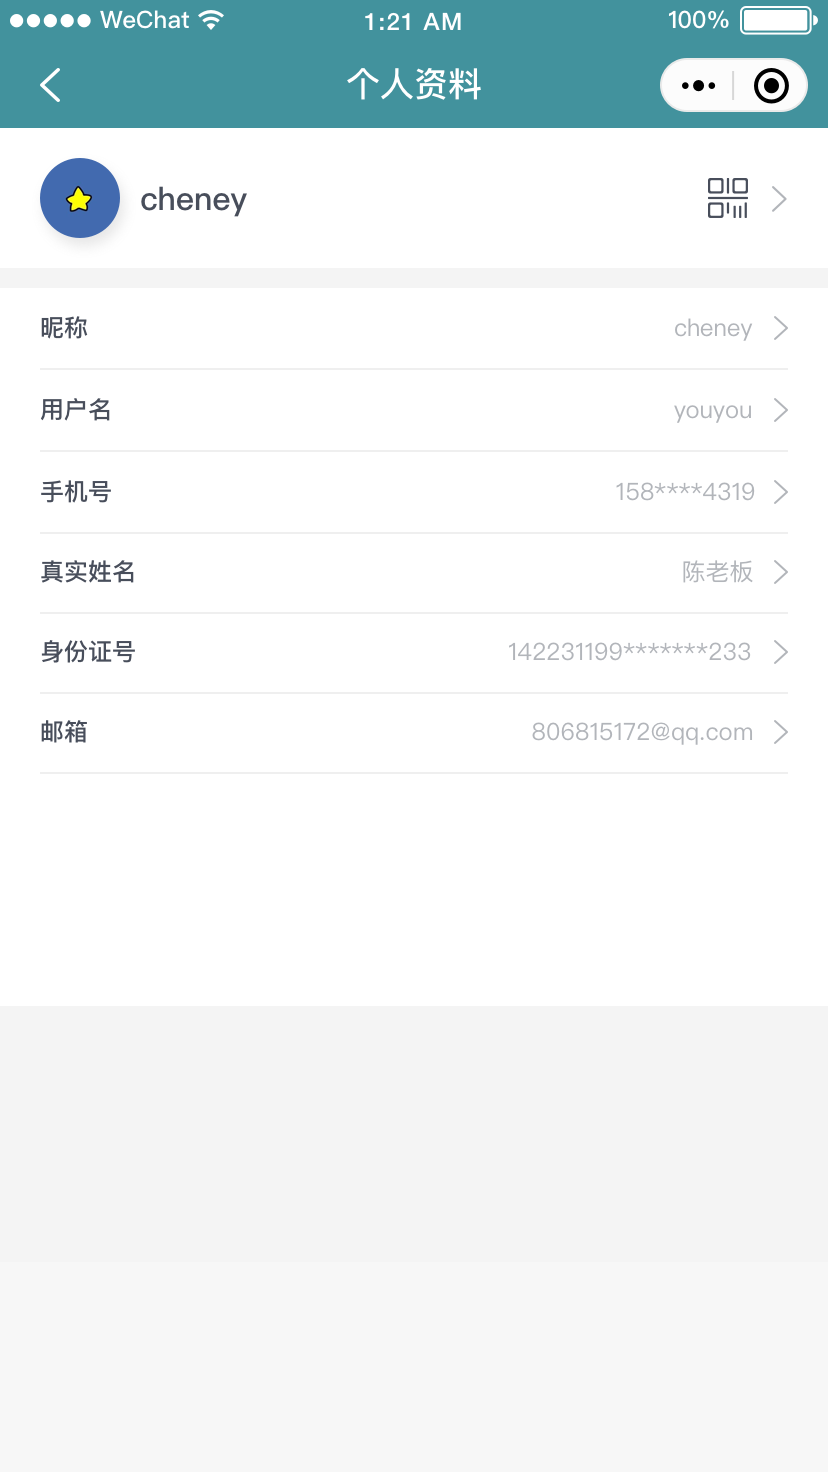 WeChat 1:21 AM 100%
个人资料
cheney
昵称 cheney
用户名 youyou
手机号 158****4319
真实姓名 陈老板
身份证号 142231199*******233
邮箱 806815172@qq.com